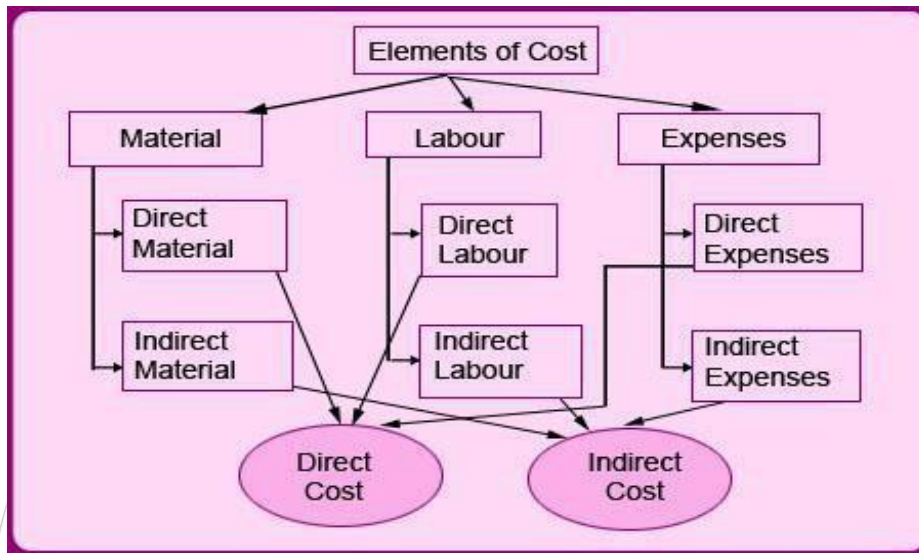 Elements of Cost
Material
Labour
Expenses
Direct
Material
Direct
Labour
Direct
Expenses
Indirect
Material
Indirect
Labour
Indirect
Expenses
Direct
Cost
Indirect
Cost